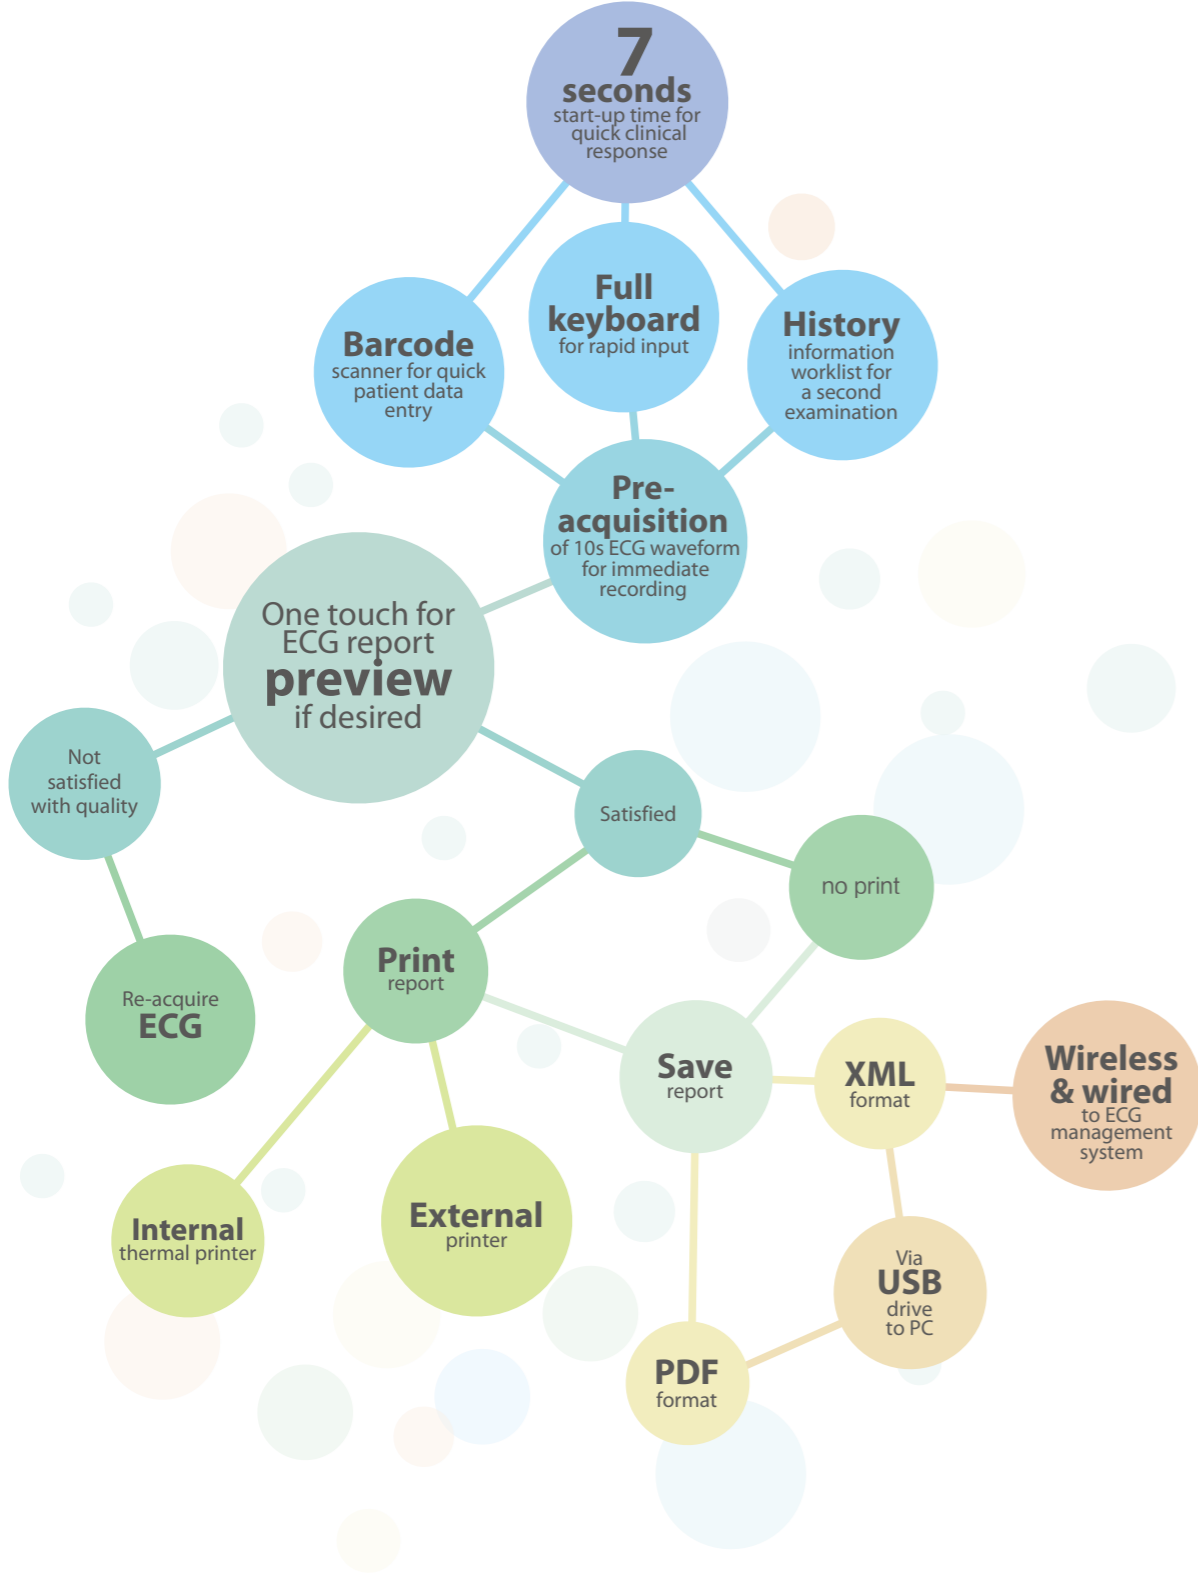 7
seconds
start-up time for
quick clinical
response
Barcode
scanner for quick
patient data
entry
Full
keyboard
for rapid input
History
information
worklist for
a second
examination
Pre-
acquisition
of 10s ECG waveform
for immediate
recording
One touch for
ECG report
preview
if desired
Not
satisfied
with quality
Satisfied
no print
Re-acquire
ECG
Print
report
Save
report
XML
format
Wireless
& wired
to ECG
management
system
Internal
thermal printer
External
printer
Via
USB
drive
to PC
PDF
format